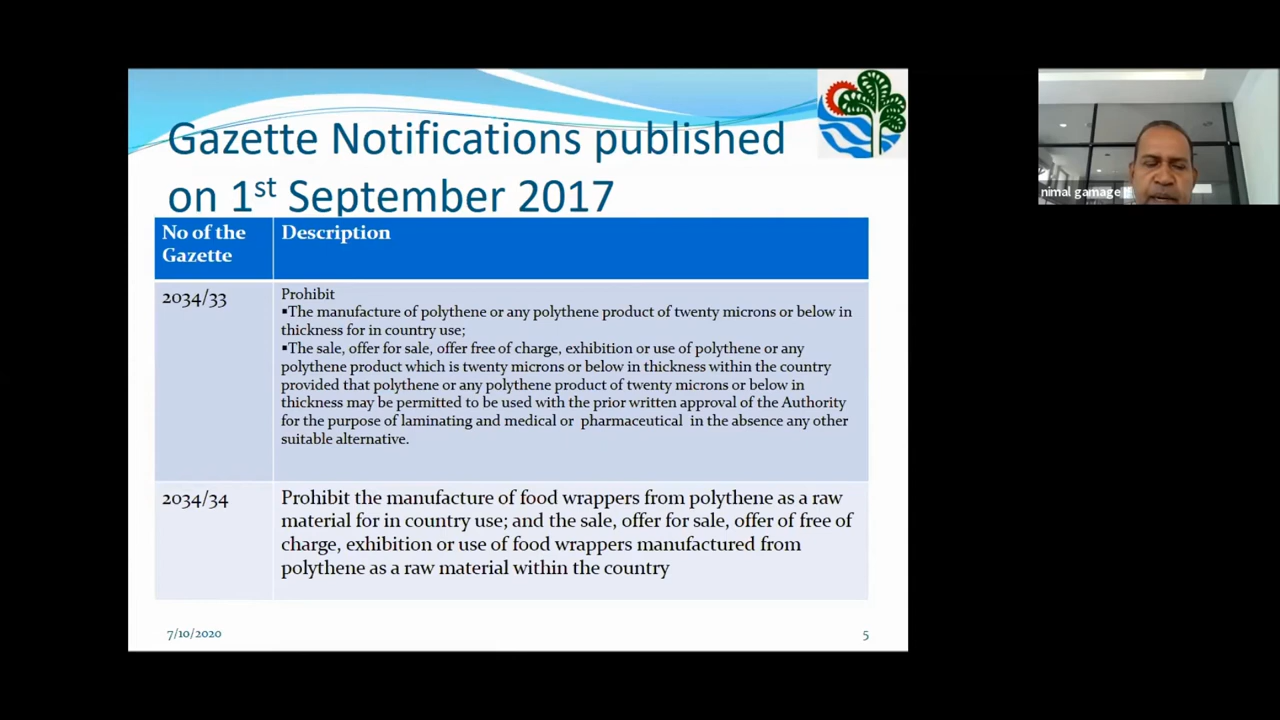 Gazette Notifications published
on 1st September 2017
No of the
Gazette
Description
2034/33
Prohibit
▪The manufacture of polythene or any polythene product of twenty microns or below in
thickness for in country use;
▪The sale, offer for sale, offer free of charge, exhibition or use of polythene or any
polythene product which is twenty microns or below in thickness within the country
provided that polythene or any polythene product of twenty microns or below in
thickness may be permitted to be used with the prior written approval of the Authority
for the purpose of laminating and medical or pharmaceutical in the absence any other
suitable alternative.
2034/34
Prohibit the manufacture of food wrappers from polythene as a raw
material for in country use; and the sale, offer for sale, offer of free of
charge, exhibition or use of food wrappers manufactured from
polythene as a raw material within the country
7/10/2020
5
nimal gamage